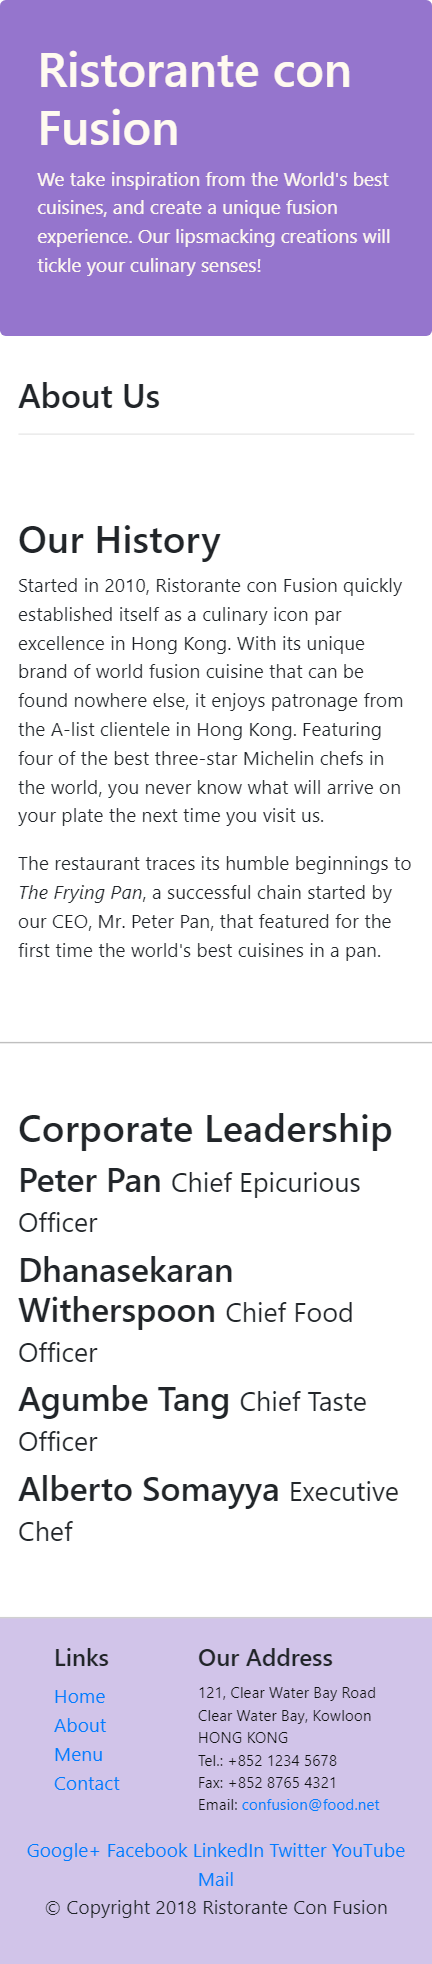 Ristorante con
Fusion
We take inspiration from the World's best
cuisines, and create a unique fusion
experience. Our lipsmacking creations will
tickle your culinary senses!
About Us
Our History
Started in 2010, Ristorante con Fusion quickly
established itself as a culinary icon par
excellence in Hong Kong. With its unique
brand of world fusion cuisine that can be
found nowhere else, it enjoys patronage from
the A-list clientele in Hong Kong. Featuring
four of the best three-star Michelin chefs in
the world, you never know what will arrive on
your plate the next time you visit us.
The restaurant traces its humble beginnings to
The Frying Pan, a successful chain started by
our CEO, Mr. Peter Pan, that featured for the
first time the world's best cuisines in a pan.
Corporate Leadership
Peter Pan Chief Epicurious
Officer
Dhanasekaran
Witherspoon Chief Food
Officer
Agumbe Tang Chief Taste
Officer
Alberto Somayya Executive
Chef
Links
Home
About
Menu
Contact
Our Address
121, Clear Water Bay Road
Clear Water Bay, Kowloon
HONG KONG
Tel.: +852 1234 5678
Fax: +852 8765 4321
Email: confusion@food.net
Google+ Facebook LinkedIn Twitter YouTube
Mail
© Copyright 2018 Ristorante Con Fusion